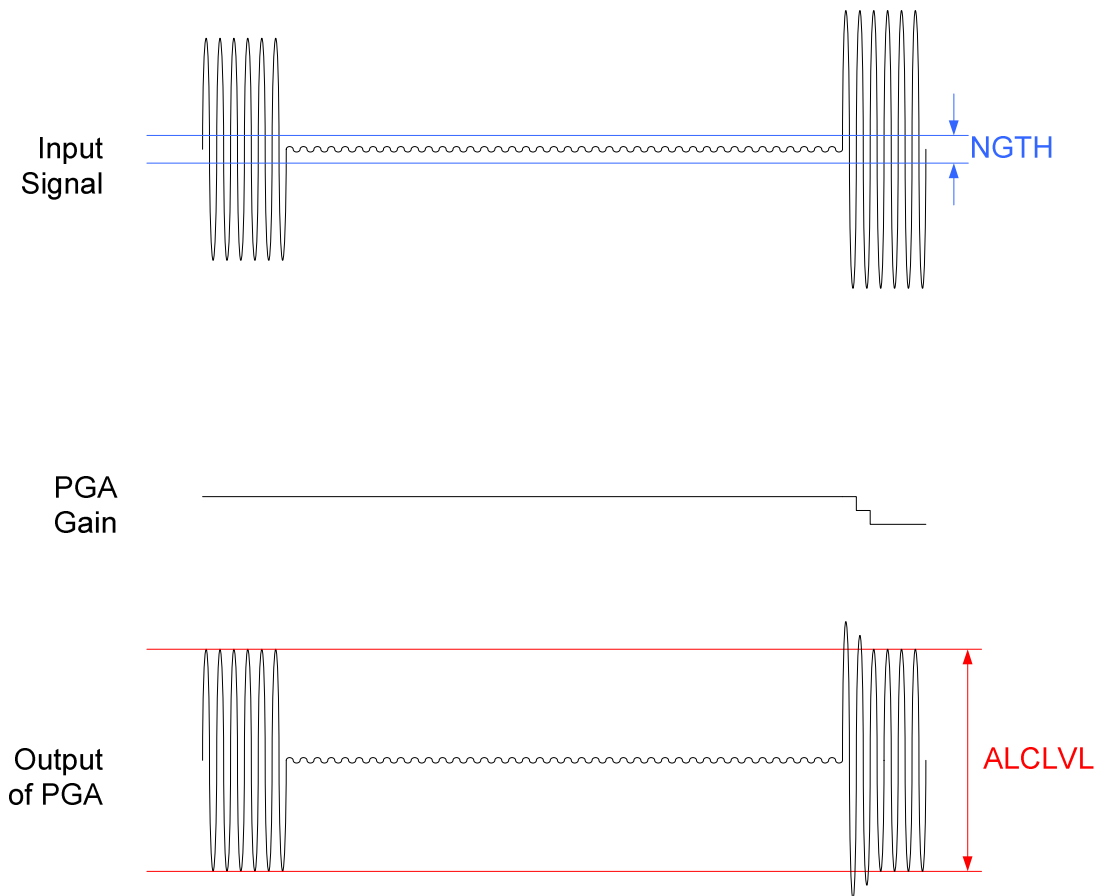 Input
Signal
NGTH
PGA
Gain
Output
of PGA
ALCLVL